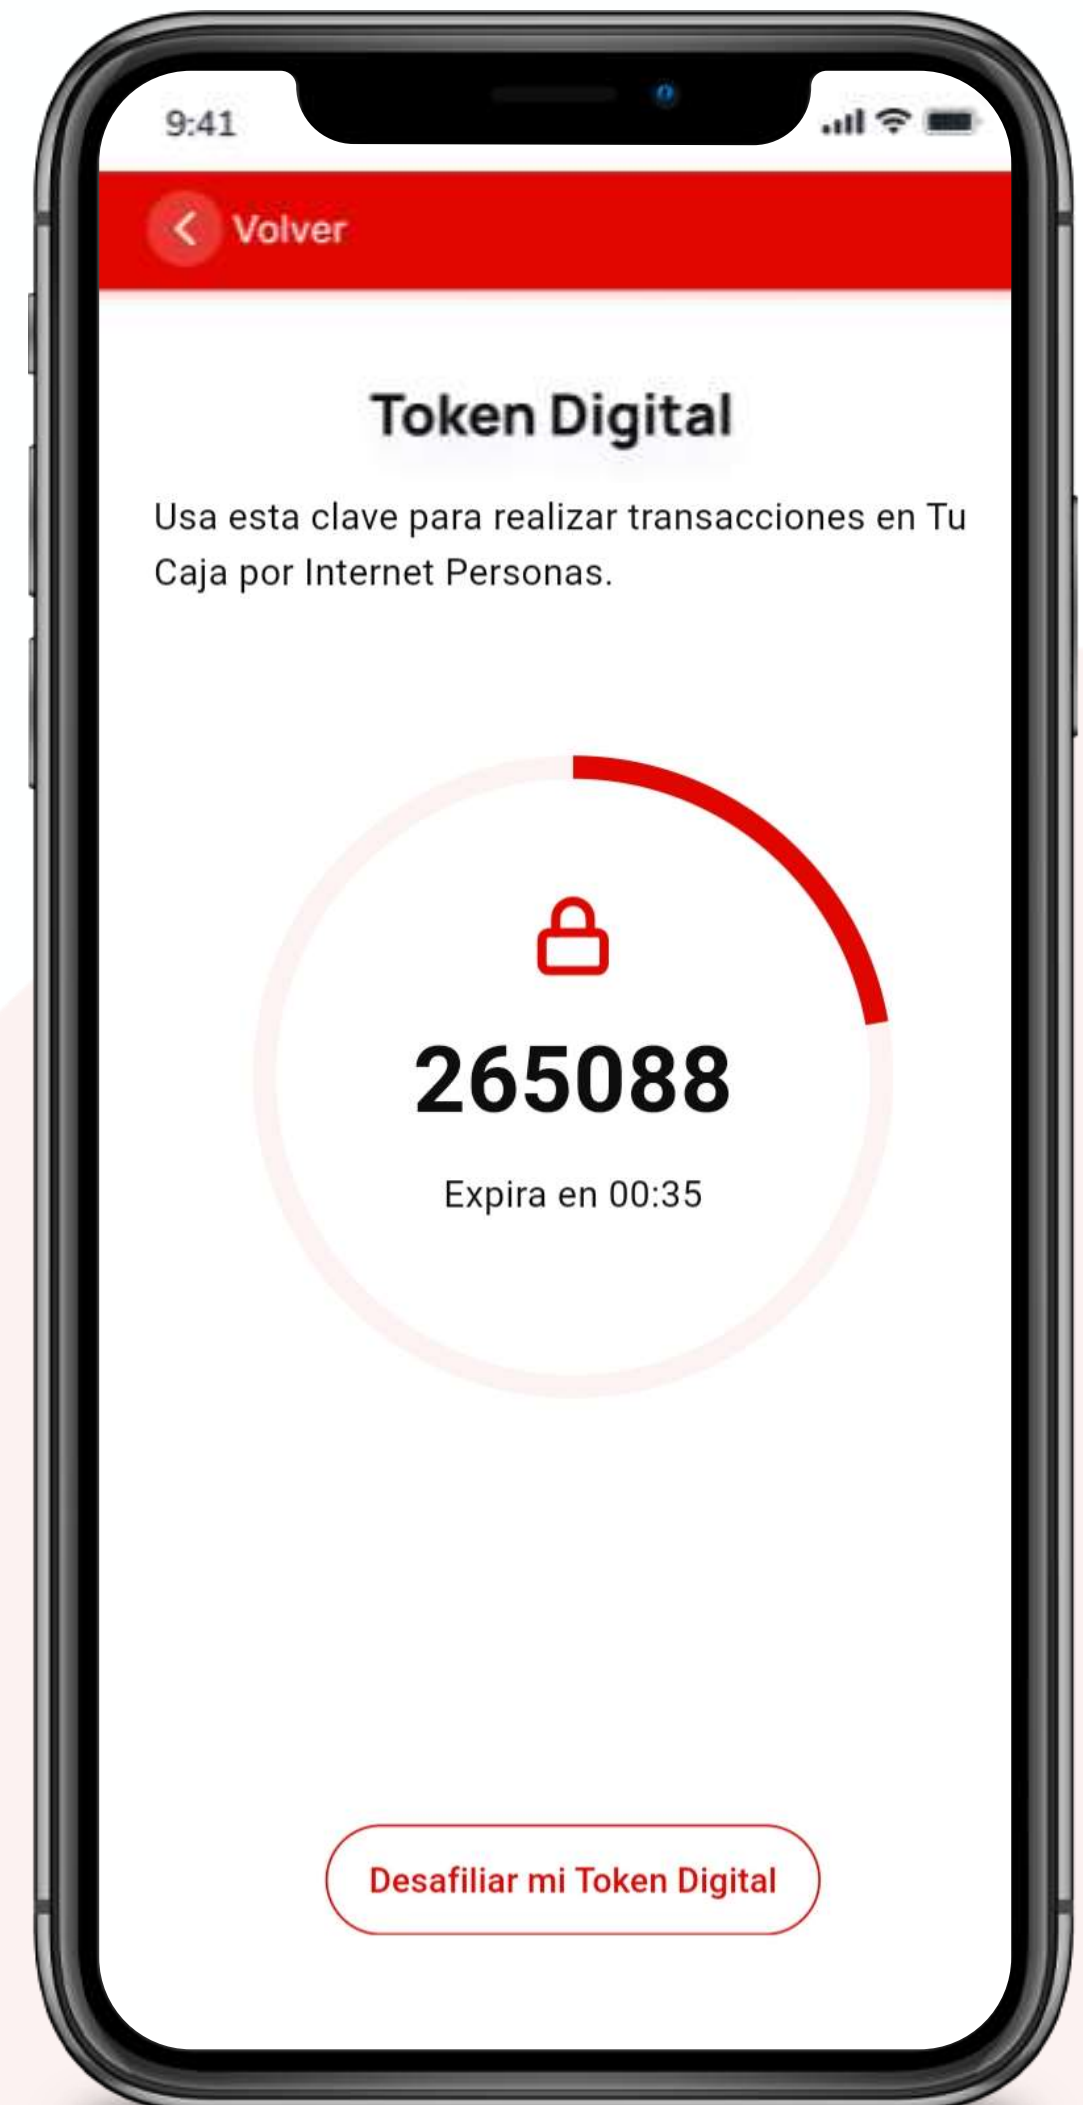 9:41
Volver
Token Digital
Usa esta clave para realizar transacciones en Tu
Caja por Internet Personas.
265088
Expira en 00:35
Desafiliar mi Token Digital